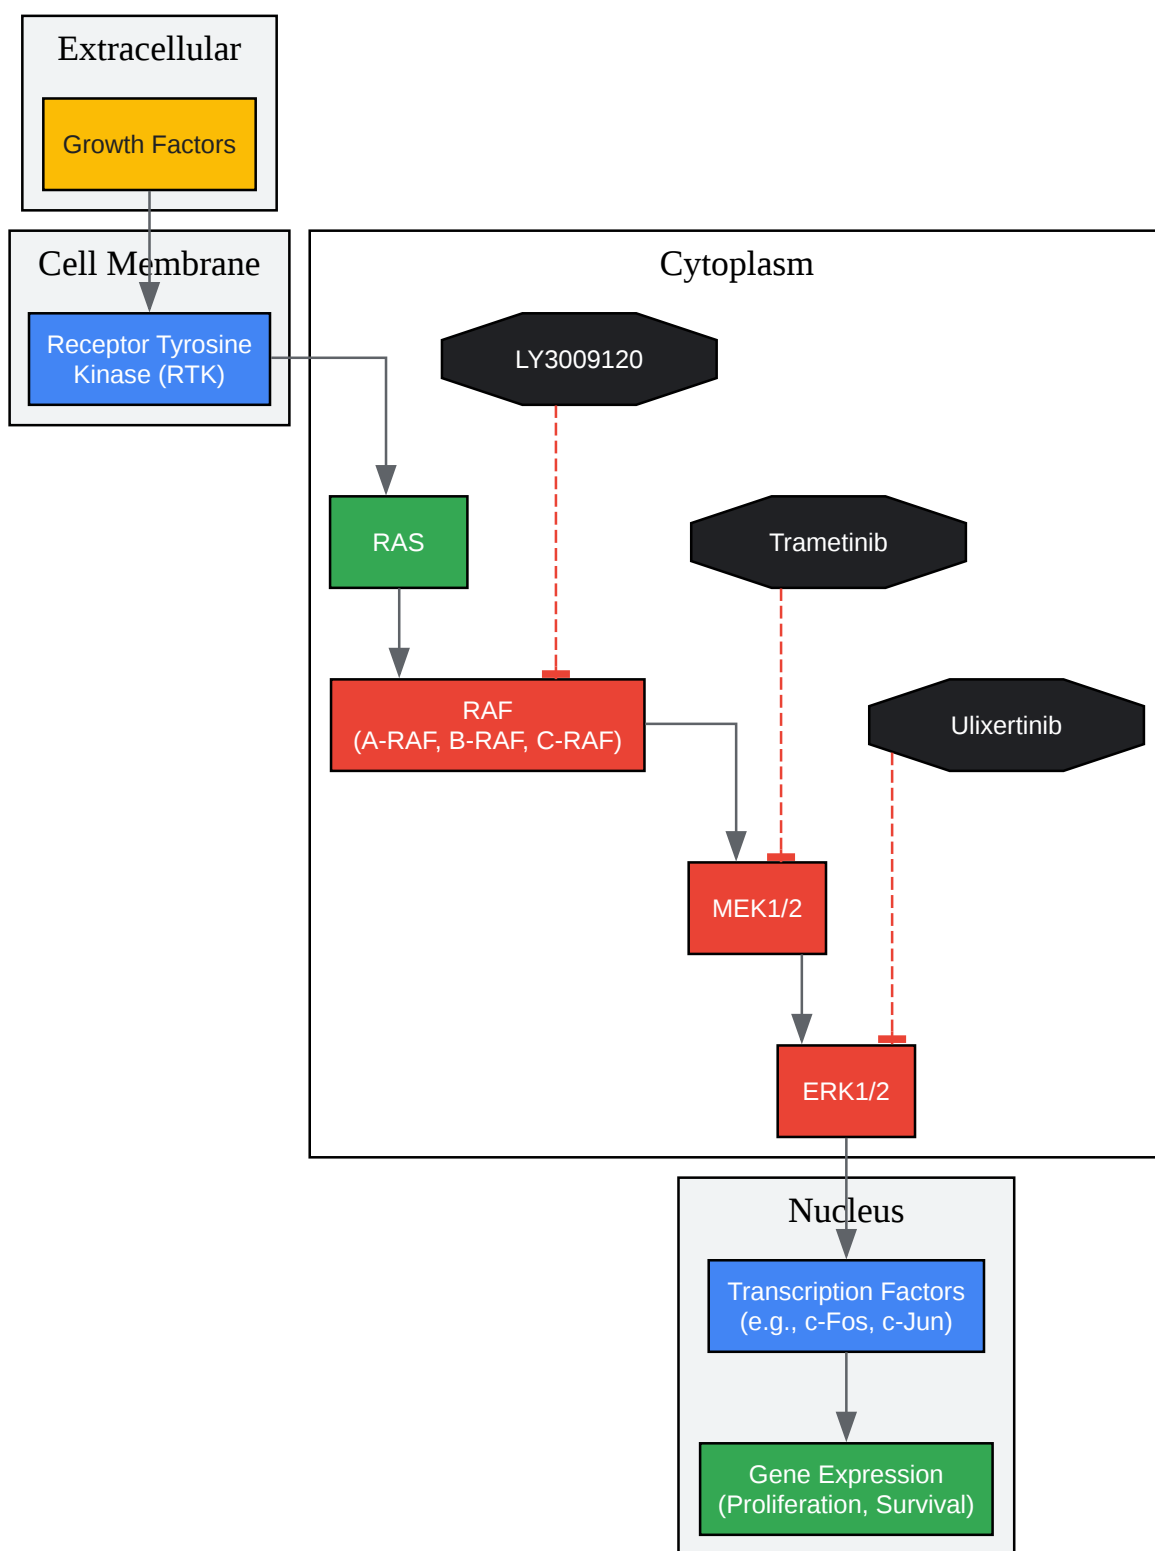 Extracellular
Growth Factors
Cell Membrane
Receptor Tyrosine
Kinase (RTK)
Cytoplasm
LY3009120
RAS
Trametinib
RAF
(A-RAF, B-RAF, C-RAF)
Ulixertinib
MEK1/2
ERK1/2
Nucleus
Transcription Factors
(e.g., c-Fos, c-Jun)
Gene Expression
(Proliferation, Survival)